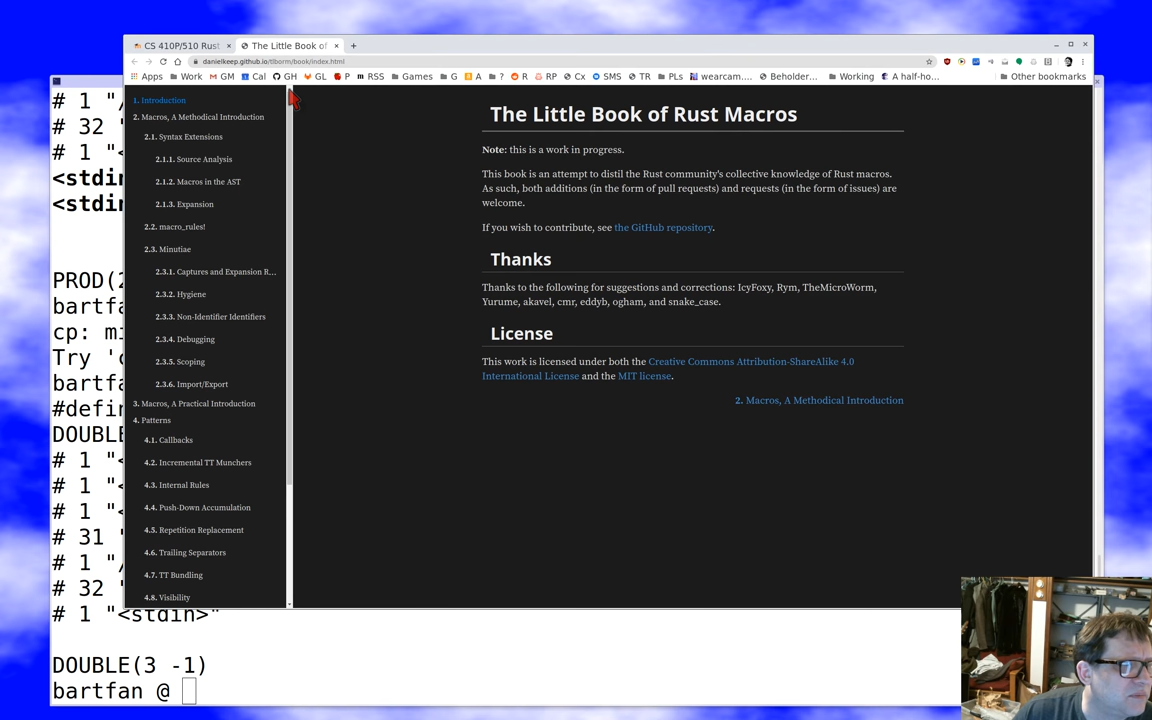 CS 410P/510 Rust
The Little Book of
danielkeep.github.io/tlborm/book/index.html
Apps Work GM Cal GH GL P RSS Games G A ? R RP Cx SMS TR PLs wearcam.... Beholder... Working A half-ho... Other bookmarks
1. Introduction
2. Macros, A Methodical Introduction
2.1. Syntax Extensions
2.1.1. Source Analysis
2.1.2. Macros in the AST
2.1.3. Expansion
2.2. macro_rules!
2.3. Minutiae
2.3.1. Captures and Expansion R...
2.3.2. Hygiene
2.3.3. Non-Identifier Identifiers
2.3.4. Debugging
2.3.5. Scoping
2.3.6. Import/Export
3. Macros, A Practical Introduction
4. Patterns
4.1. Callbacks
4.2. Incremental TT Munchers
4.3. Internal Rules
4.4. Push-Down Accumulation
4.5. Repetition Replacement
4.6. Trailing Separators
4.7. TT Bundling
4.8. Visibility
The Little Book of Rust Macros
Note: this is a work in progress.
This book is an attempt to distil the Rust community's collective knowledge of Rust macros.
As such, both additions (in the form of pull requests) and requests (in the form of issues) are
welcome.
If you wish to contribute, see the GitHub repository.
Thanks
Thanks to the following for suggestions and corrections: IcyFoxy, Rym, TheMicroWorm,
Yurume, akavel, cmr, eddyb, ogham, and snake_case.
License
This work is licensed under both the Creative Commons Attribution-ShareAlike 4.0
International License and the MIT license.
2. Macros, A Methodical Introduction
# 1 "/
# 32 "
# 1 "<
<stdin
<stdin
PROD(2
bartfa
cp: mi
Try 'c
bartfa
#defin
DOUBLE
# 1 "<
# 1 "<
# 1 "<
# 31 "
# 1 "/
# 32 "
# 1 "<stdin>"
DOUBLE(3 -1)
bartfan @